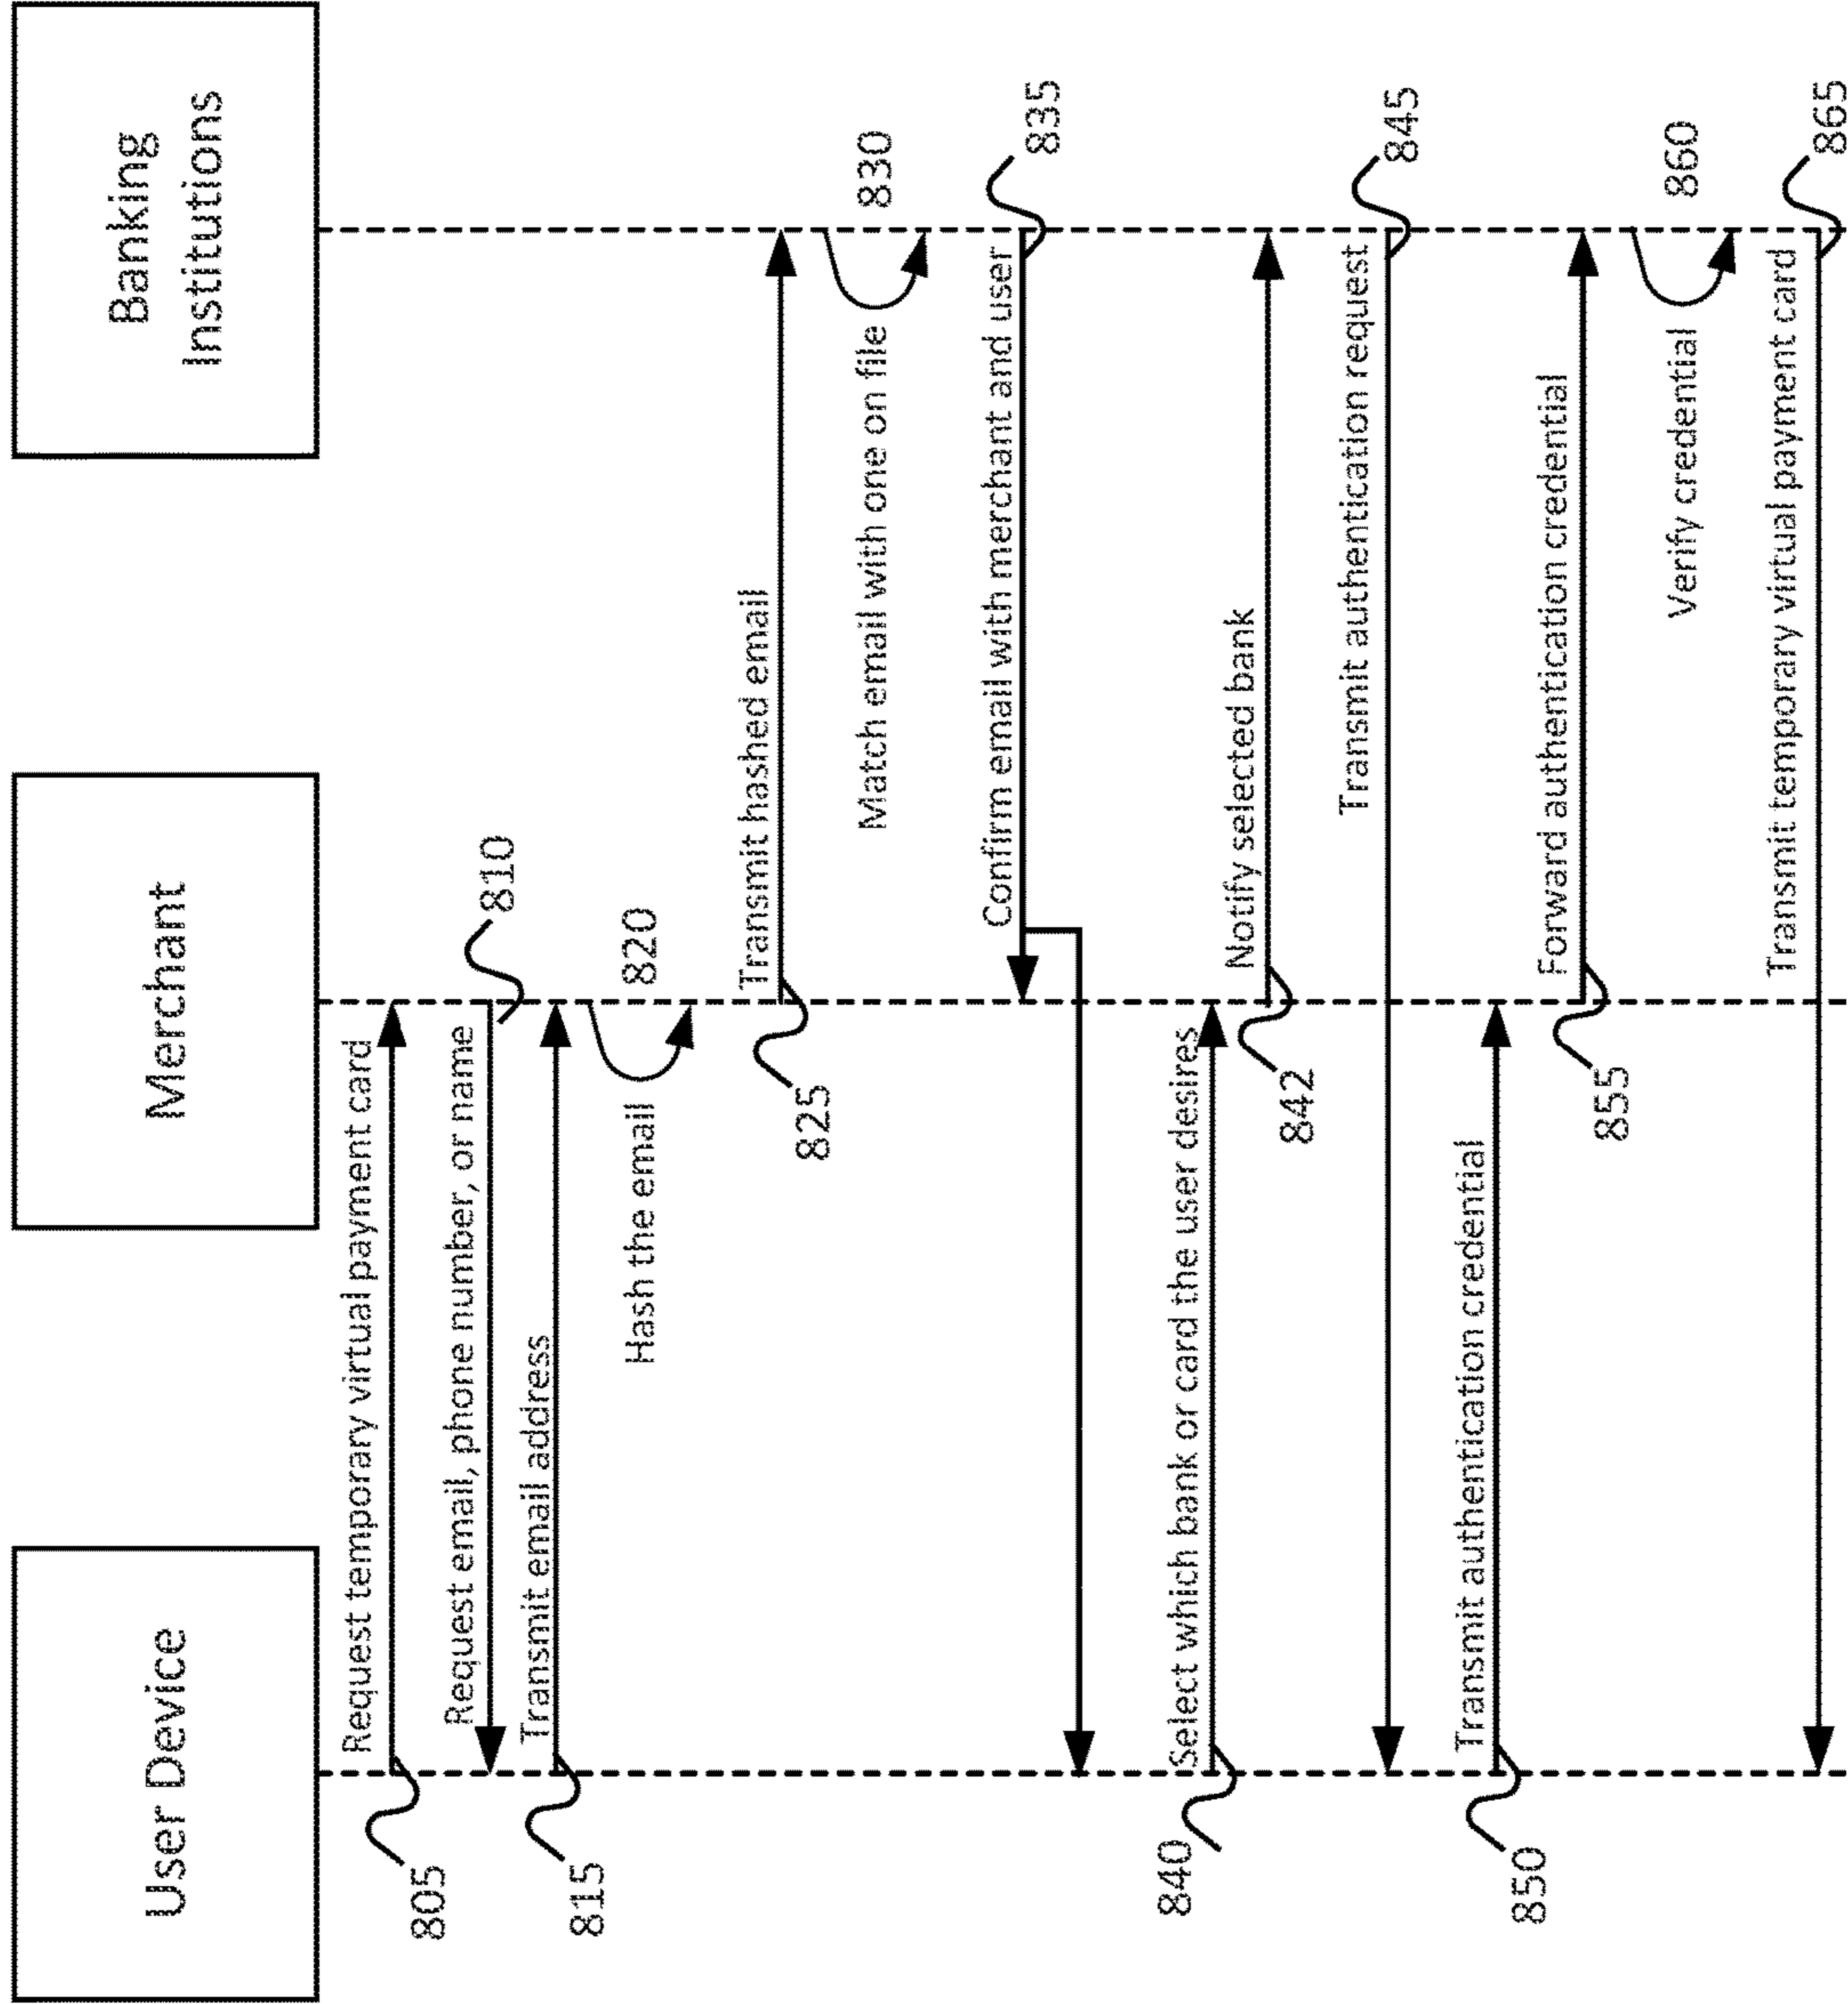 User Device
Merchant
Banking
Institutions
Request temporary virtual payment card
805
Request email, phone number, or name
810
Transmit email address
815
Hash the email
820
Transmit hashed email
825
Match email with one on file
830
Confirm email with merchant and user
835
Select which bank or card the user desires
840
Notify selected bank
842
Transmit authentication request
845
Transmit authentication credential
850
Forward authentication credential
855
Verify credential
860
Transmit temporary virtual payment card
865